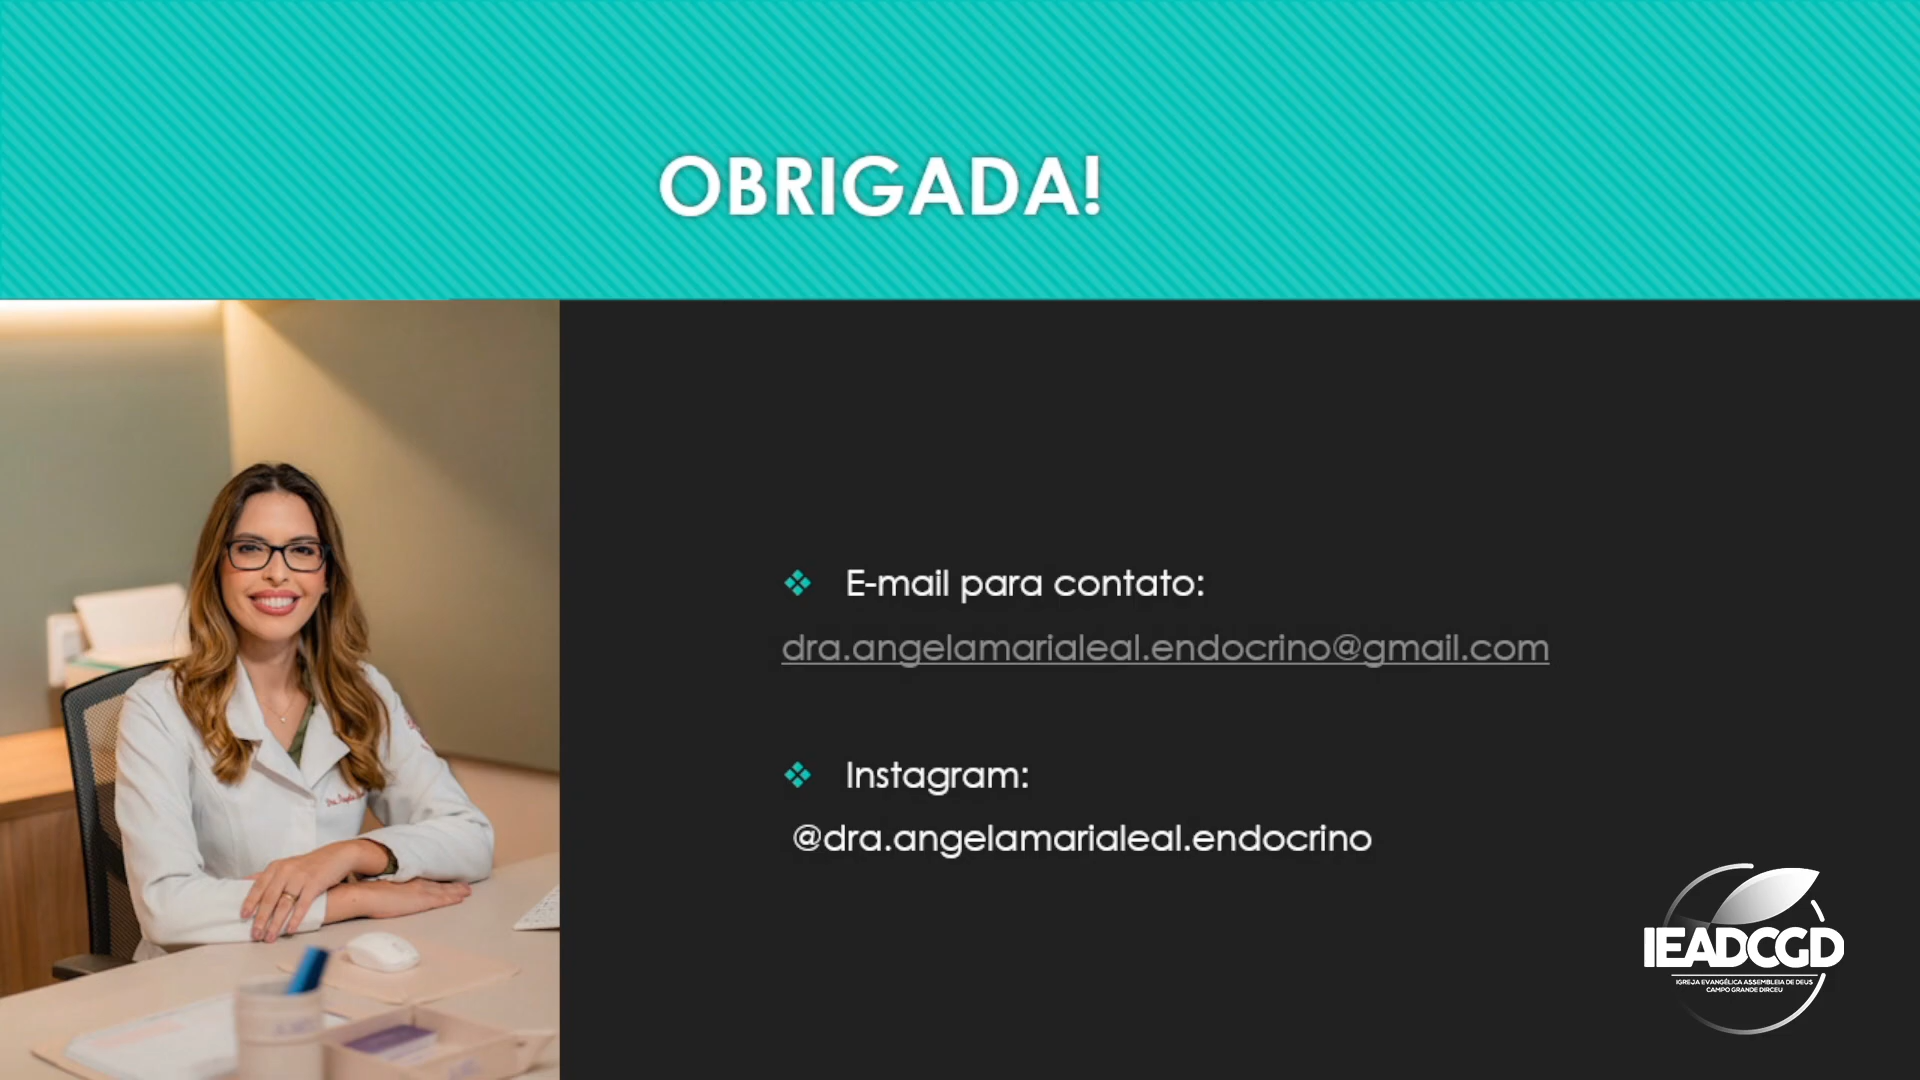 OBRIGADA!
E-mail para contato:
dra.angelamarialeal.endocrino@gmail.com
Instagram:
@dra.angelamarialeal.endocrino
IEADCGD
IGREJA EVANGÉLICA ASSEMBLEIA DE DEUS
CAMPO GRANDE DIRCEU